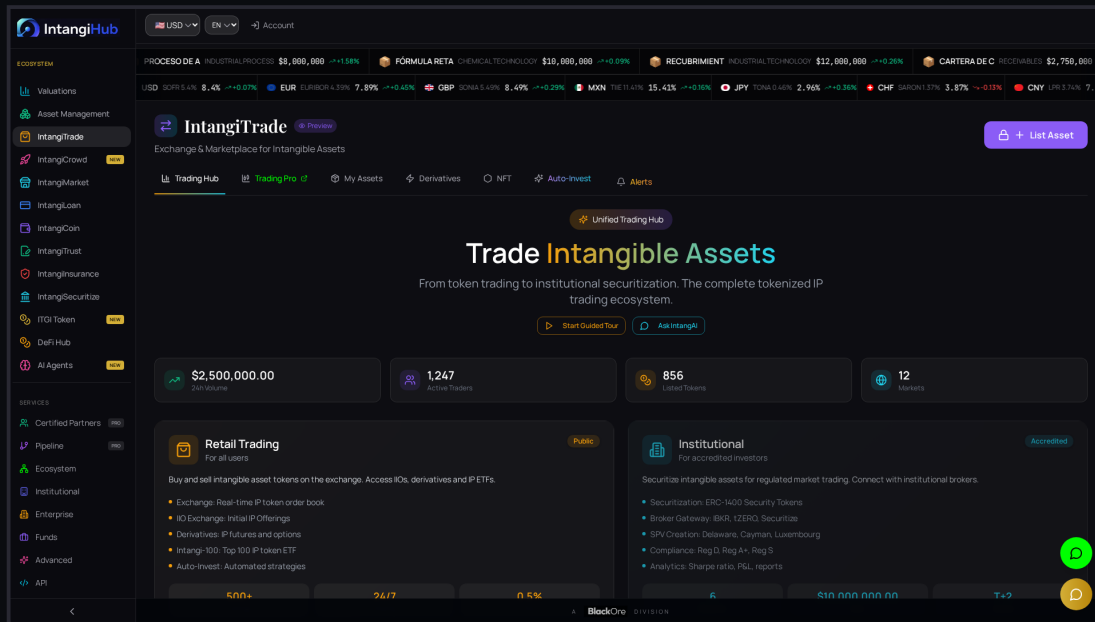 IntangiHub
USD
EN
Account
ECOSYSTEM
Valuations
Asset Management
IntangiTrade
IntangiCrowd NEW
IntangiMarket
IntangiLoan
IntangiCoin
IntangiTrust
IntangiInsurance
IntangiSecuritize
ITGI Token NEW
DeFi Hub
AI Agents NEW
SERVICES
Certified Partners PRO
Pipeline PRO
Ecosystem
Institutional
Enterprise
Funds
Advanced
API
PROCESO DE A INDUSTRIAL PROCESS $8,000,000 +1.58% FÓRMULA RETA CHEMICAL TECHNOLOGY $10,000,000 +0.09% RECUBRIMIENT INDUSTRIAL TECHNOLOGY $12,000,000 +0.26% CARTERA DE C RECEIVABLES $2,750,000
USD SOFR 5.4% 8.4% +0.07% EUR EURIBOR 4.39% 7.89% +0.45% GBP SONIA 5.49% 8.49% +0.29% MXN TIIE 11.41% 15.41% +0.16% JPY TONA 0.46% 2.96% +0.36% CHF SARON 1.37% 3.87% -0.13% CNY LPR 3.74% 7.
IntangiTrade Preview
Exchange & Marketplace for Intangible Assets
+ List Asset
Trading Hub
Trading Pro
My Assets
Derivatives
NFT
Auto-Invest
Alerts
Unified Trading Hub
Trade Intangible Assets
From token trading to institutional securitization. The complete tokenized IP
trading ecosystem.
Start Guided Tour
Ask IntangAI
$2,500,000.00
24h Volume
1,247
Active Traders
856
Listed Tokens
12
Markets
Retail Trading
For all users
Public
Buy and sell intangible asset tokens on the exchange. Access IIOs, derivatives and IP ETFs.
Exchange: Real-time IP token order book
IIO Exchange: Initial IP Offerings
Derivatives: IP futures and options
Intangi-100: Top 100 IP token ETF
Auto-Invest: Automated strategies
500+
24/7
0.5%
Institutional
For accredited investors
Accredited
Securitize intangible assets for regulated market trading. Connect with institutional brokers.
Securitization: ERC-1400 Security Tokens
Broker Gateway: IBKR, tZERO, Securitize
SPV Creation: Delaware, Cayman, Luxembourg
Compliance: Reg D, Reg A+, Reg S
Analytics: Sharpe ratio, P&L, reports
6
$10,000,000.00
T+2
A BlackOne DIVISION